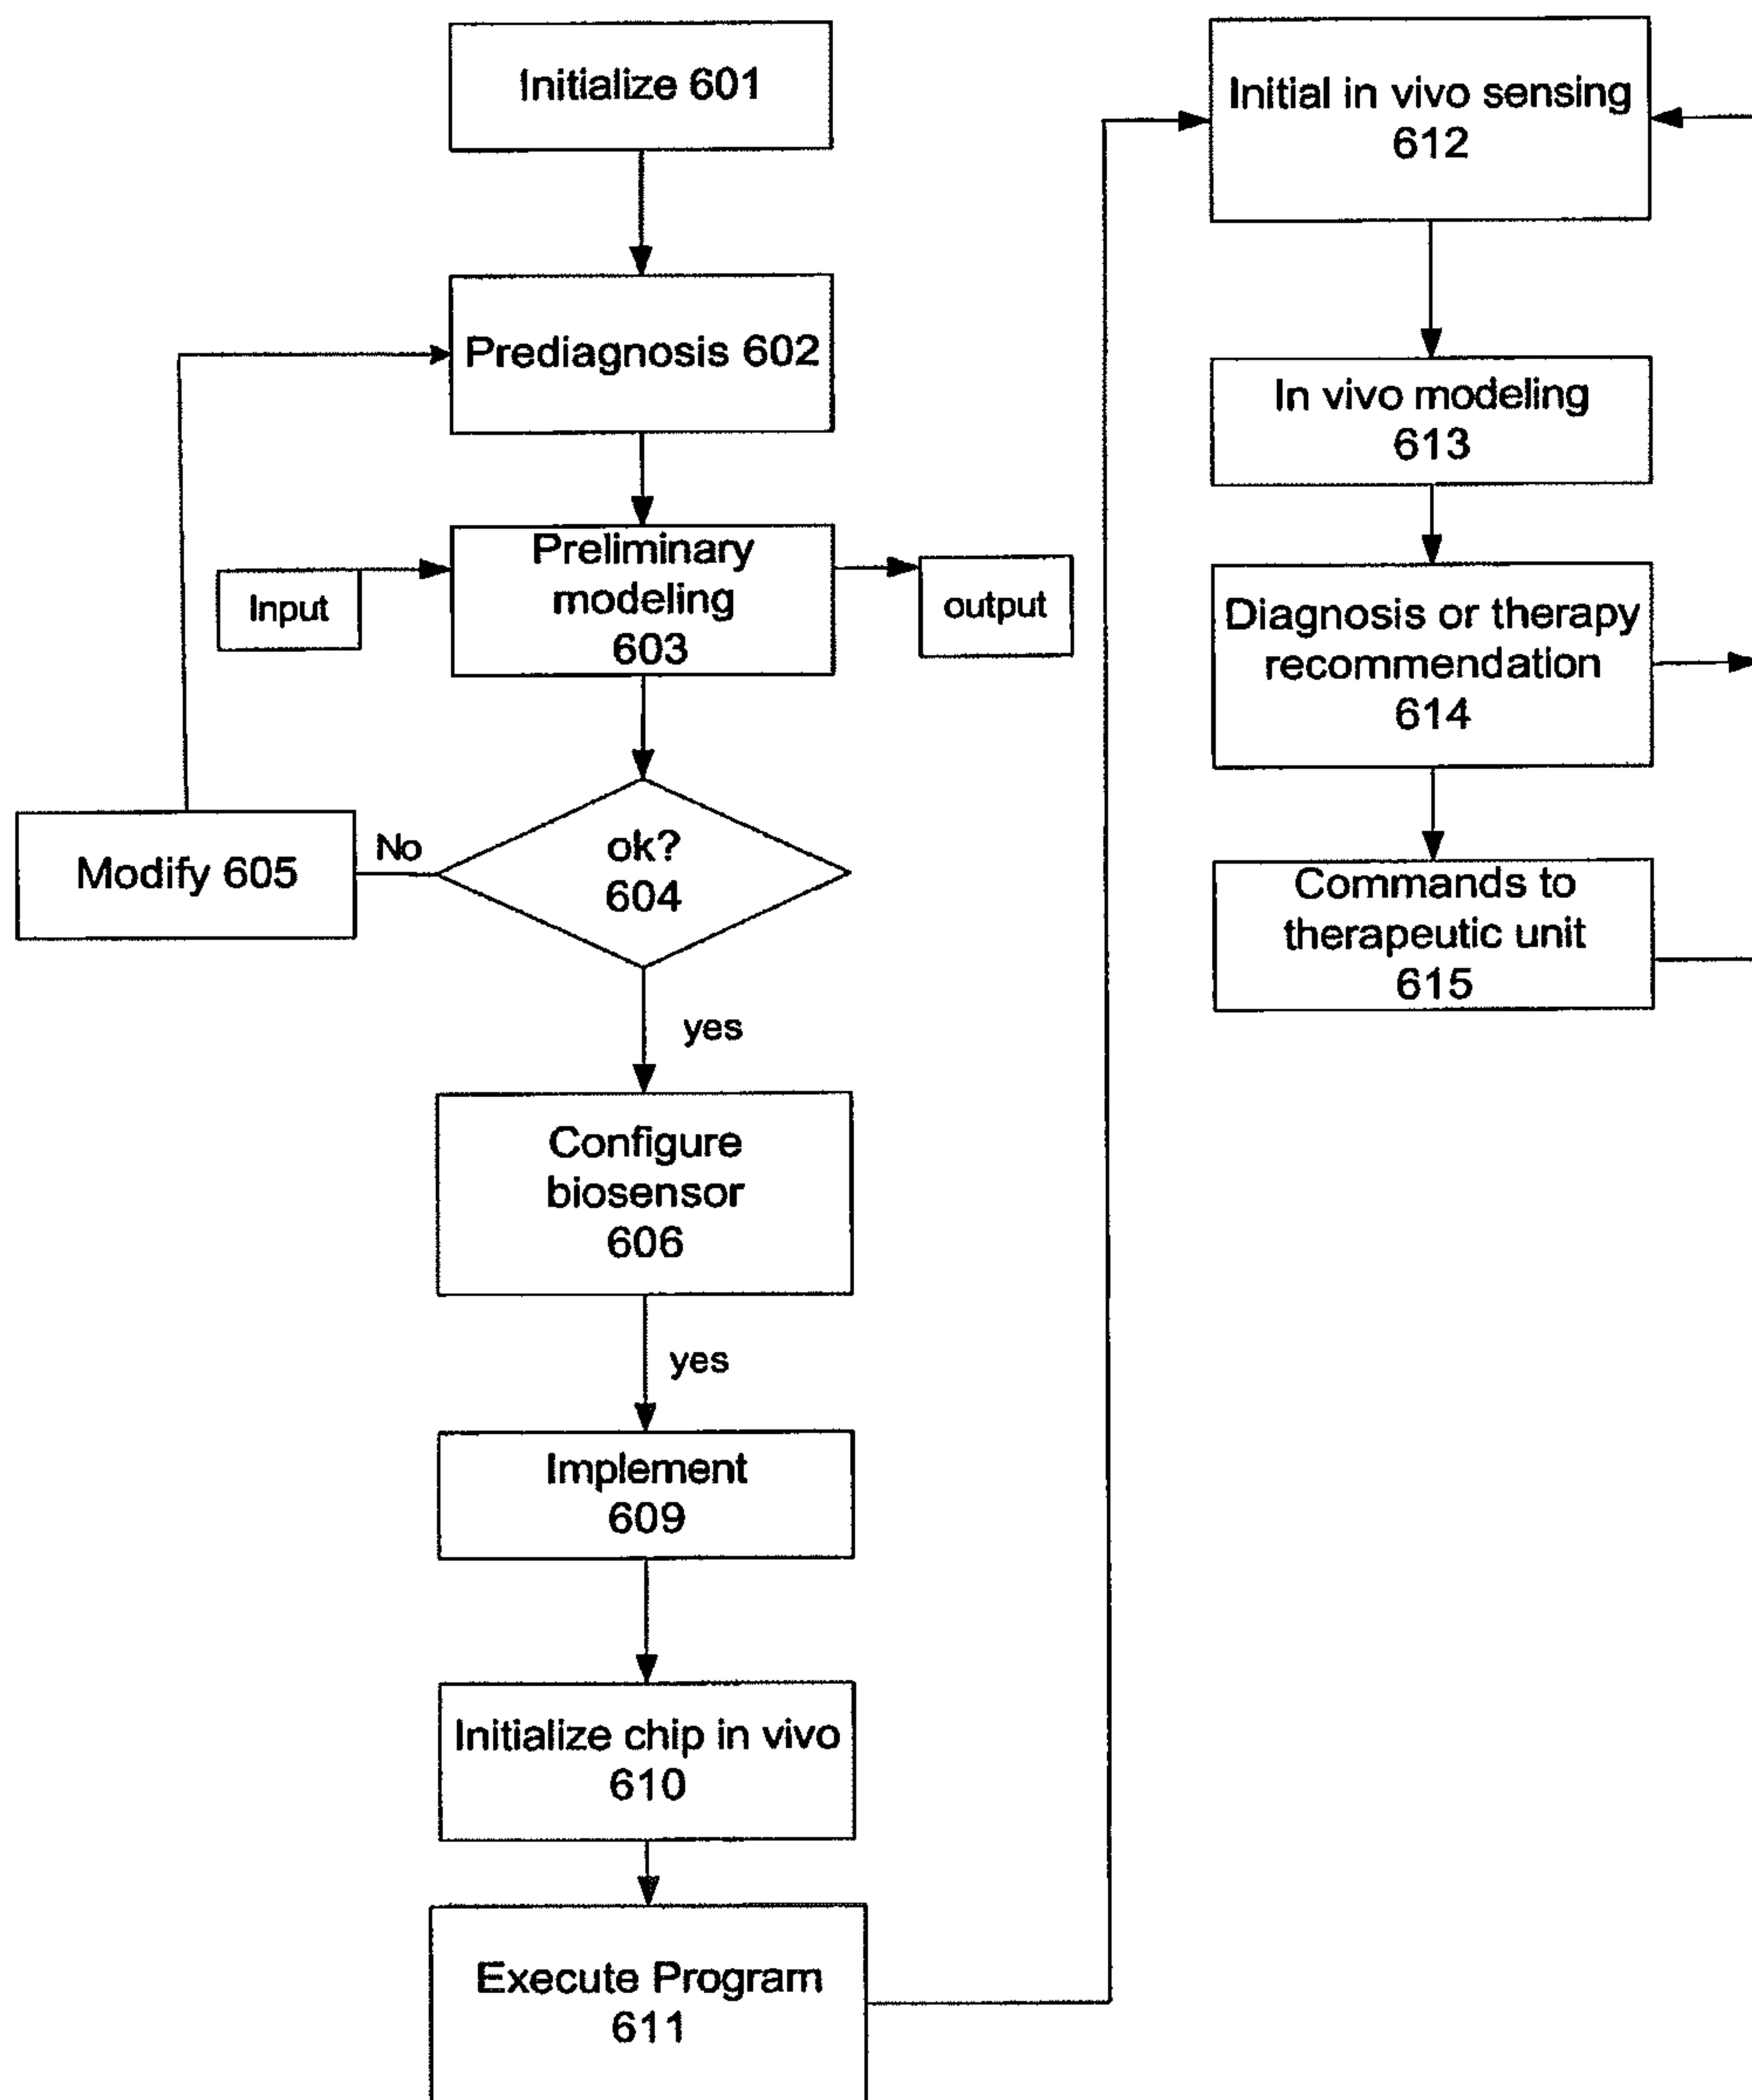 Initialize 601
Prediagnosis 602
Input
Preliminary
modeling
603
output
ok?
604
No
Modify 605
yes
Configure
biosensor
606
yes
Implement
609
Initialize chip in vivo
610
Execute Program
611
Initial in vivo sensing
612
In vivo modeling
613
Diagnosis or therapy
recommendation
614
Commands to
therapeutic unit
615